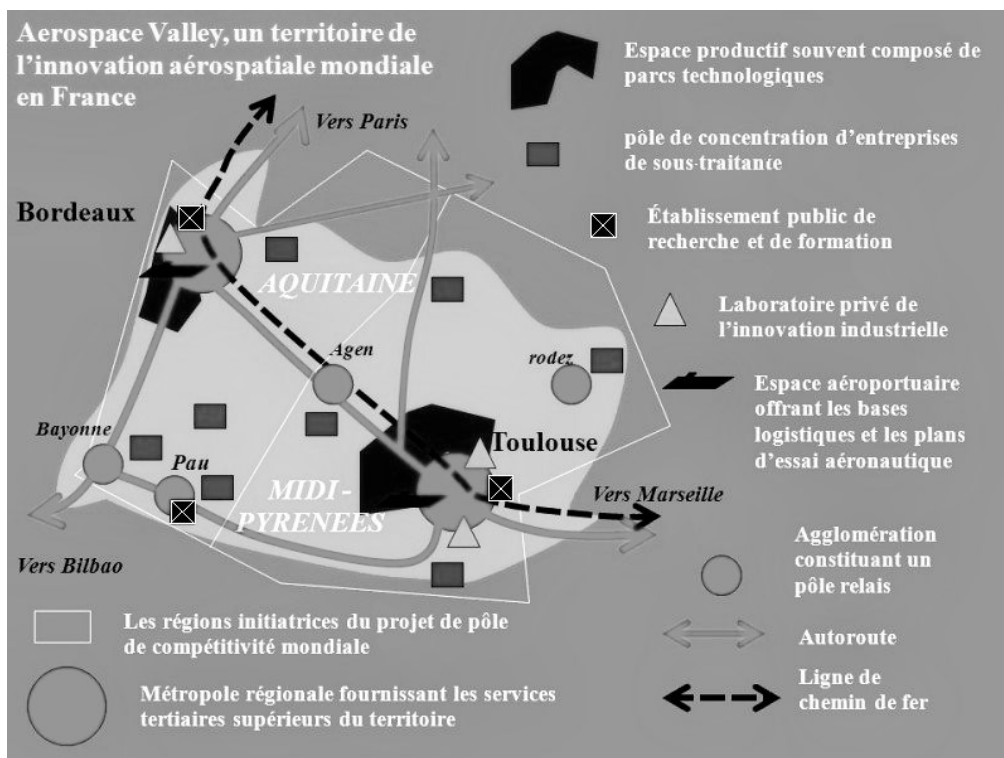 Aerospace Valley, un territoire de
l’innovation aérospatiale mondiale
en France
Espace productif souvent composé de
parcs technologiques
pôle de concentration d’entreprises
de sous-traitante
Établissement public de
recherche et de formation
Laboratoire privé de
l’innovation industrielle
Espace aéroportuaire
offrant les bases
logistiques et les plans
d’essai aéronautique
Agglomération
constituant un
pôle relais
Autoroute
Ligne de
chemin de fer
Vers Paris
Bordeaux
AQUITAINE
Agen
rodez
Bayonne
Pau
Toulouse
MIDI-
PYRENEES
Vers Marseille
Vers Bilbao
Les régions initiatrices du projet de pôle
de compétitivité mondiale
Métropole régionale fournissant les services
tertiaires supérieurs du territoire